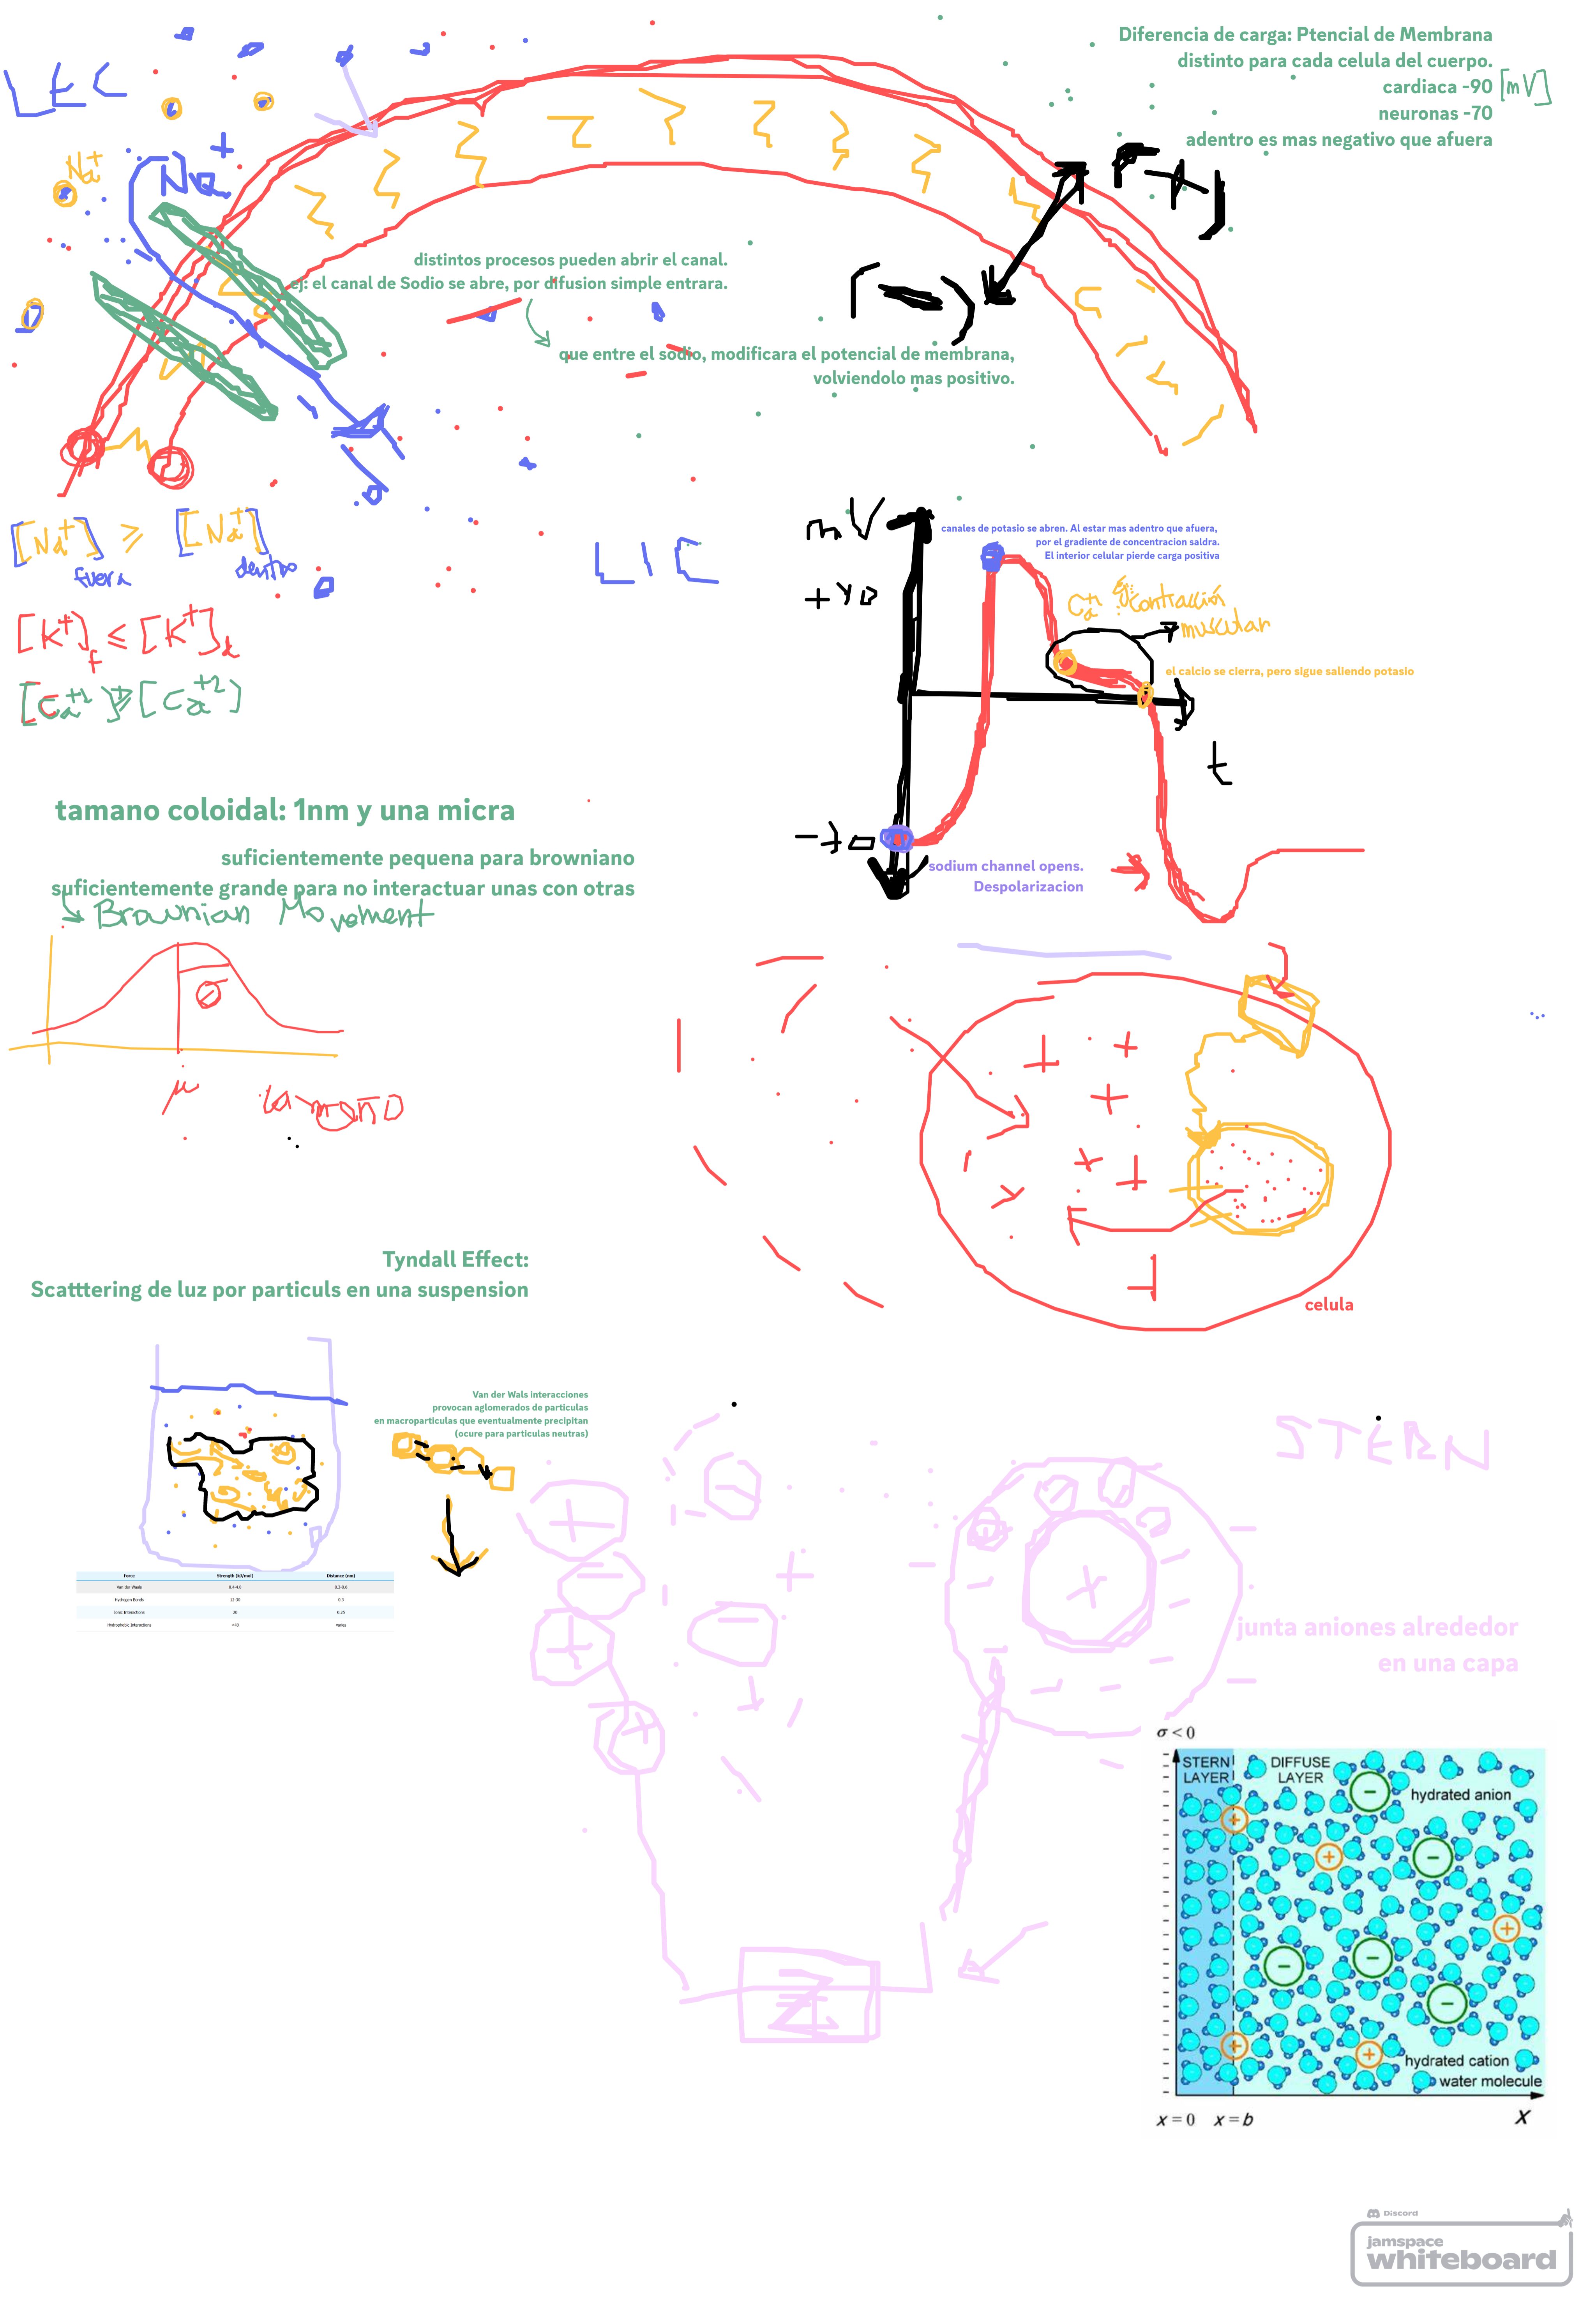 LEC
Diferencia de carga: Ptencial de Membrana
distinto para cada celula del cuerpo.
cardiaca -90 [mV]
neuronas -70
adentro es mas negativo que afuera
Na+
Na+
(+)
(-)
distintos procesos pueden abrir el canal.
ej: el canal de Sodio se abre, por difusion simple entrara.
que entre el sodio, modificara el potencial de membrana,
volviendolo mas positivo.
[Na+] fuera ≥ [Na+] dentro
[K+]f ≤ [K+]d
LIC
mV
+40
-70
t
canales de potasio se abren. Al estar mas adentro que afuera,
por el gradiente de concentracion saldra.
El interior celular pierde carga positiva
contracción
muscular
el calcio se cierra, pero sigue saliendo potasio
sodium channel opens.
Despolarizacion
tamano coloidal: 1nm y una micra
suficientemente pequena para browniano
suficientemente grande para no interactuar unas con otras
Brownian Movement
σ
μ
tamaño
celula
Tyndall Effect:
Scatttering de luz por particuls en una suspension
Van der Wals interacciones
provocan aglomerados de particulas
en macroparticulas que eventualmente precipitan
(ocure para particulas neutras)
Force Strength (kJ/mol) Distance (nm)
Van der Waals 0.4-4.0 0.3-0.6
Hydrogen Bonds 12-30 0.3
Ionic Interactions 20 0.25
Hydrophobic Interactions <40 varies
STERN
junta aniones alrededor
en una capa
σ < 0
STERN LAYER
DIFFUSE LAYER
hydrated anion
hydrated cation
water molecule
x = 0 x = b X
Discord
jamspace
whiteboard